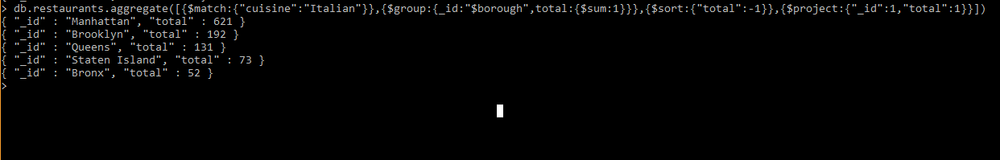 > db.restaurants.aggregate([{$match:{"cuisine":"Italian"}},{$group:{_id:"$borough",total:{$sum:1}}},{$sort:{"total":-1}},{$project:{"_id":1,"total":1}}])
{ "_id" : "Manhattan", "total" : 621 }
{ "_id" : "Brooklyn", "total" : 192 }
{ "_id" : "Queens", "total" : 131 }
{ "_id" : "Staten Island", "total" : 73 }
{ "_id" : "Bronx", "total" : 52 }
>